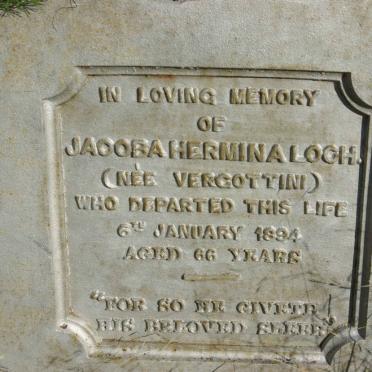 IN LOVING MEMORY
OF
JACOBA HERMINA LOCH.
(NÉE VERGOTTINI)
WHO DEPARTED THIS LIFE
6TH JANUARY 1894
AGED 66 YEARS
"FOR SO HE GIVETH
HIS BELOVED SLEEP"